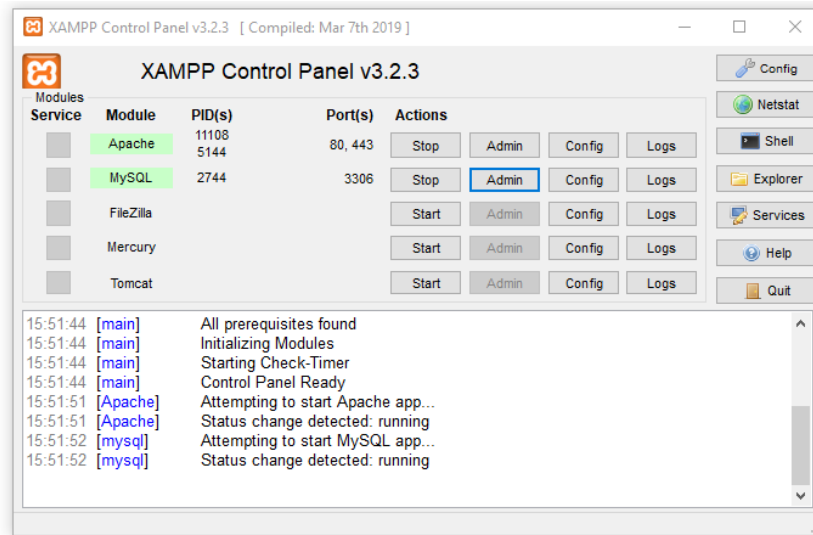 XAMPP Control Panel v3.2.3 [ Compiled: Mar 7th 2019 ]
XAMPP Control Panel v3.2.3
Config
Modules
Service Module PID(s) Port(s) Actions
Netstat
Apache 11108 5144 80, 443 Stop Admin Config Logs
Shell
MySQL 2744 3306 Stop Admin Config Logs
Explorer
FileZilla Start Admin Config Logs
Services
Mercury Start Admin Config Logs
Help
Tomcat Start Admin Config Logs
Quit
15:51:44 [main] All prerequisites found
15:51:44 [main] Initializing Modules
15:51:44 [main] Starting Check-Timer
15:51:44 [main] Control Panel Ready
15:51:51 [Apache] Attempting to start Apache app...
15:51:51 [Apache] Status change detected: running
15:51:52 [mysql] Attempting to start MySQL app...
15:51:52 [mysql] Status change detected: running